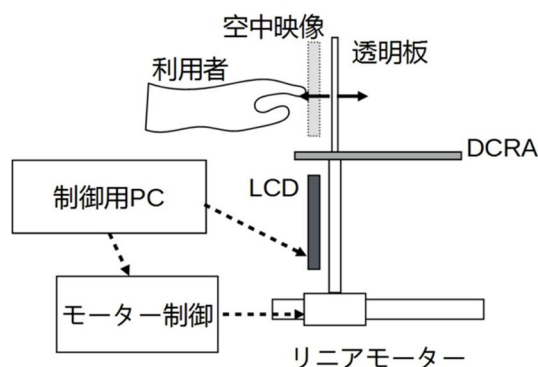 空中映像
透明板
利用者
DCRA
LCD
制御用PC
モーター制御
リニアモーター